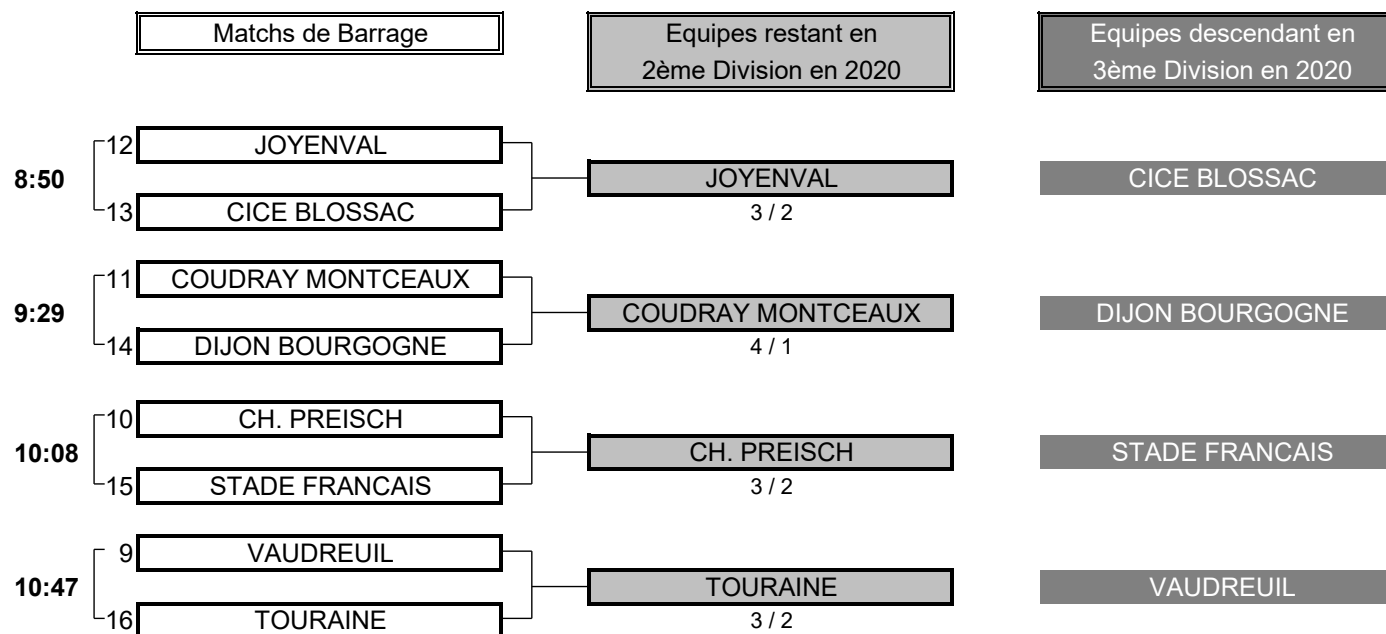 Matchs de Barrage
Equipes restant en
2ème Division en 2020
Equipes descendant en
3ème Division en 2020
8:50
12 JOYENVAL
13 CICE BLOSSAC
JOYENVAL
3 / 2
CICE BLOSSAC
9:29
11 COUDRAY MONTCEAUX
14 DIJON BOURGOGNE
COUDRAY MONTCEAUX
4 / 1
DIJON BOURGOGNE
10:08
10 CH. PREISCH
15 STADE FRANCAIS
CH. PREISCH
3 / 2
STADE FRANCAIS
10:47
9 VAUDREUIL
16 TOURAINE
TOURAINE
3 / 2
VAUDREUIL